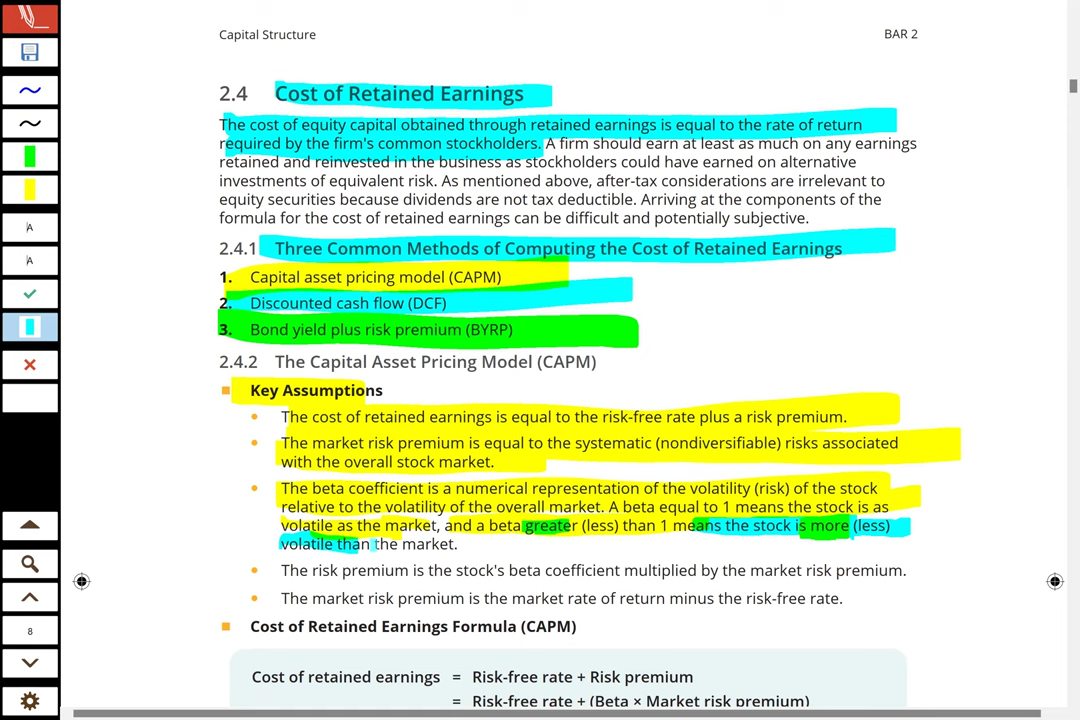 Capital Structure
BAR 2
2.4 Cost of Retained Earnings
The cost of equity capital obtained through retained earnings is equal to the rate of return
required by the firm's common stockholders. A firm should earn at least as much on any earnings
retained and reinvested in the business as stockholders could have earned on alternative
investments of equivalent risk. As mentioned above, after-tax considerations are irrelevant to
equity securities because dividends are not tax deductible. Arriving at the components of the
formula for the cost of retained earnings can be difficult and potentially subjective.
2.4.1 Three Common Methods of Computing the Cost of Retained Earnings
1. Capital asset pricing model (CAPM)
2. Discounted cash flow (DCF)
3. Bond yield plus risk premium (BYRP)
2.4.2 The Capital Asset Pricing Model (CAPM)
Key Assumptions
The cost of retained earnings is equal to the risk-free rate plus a risk premium.
The market risk premium is equal to the systematic (nondiversifiable) risks associated
with the overall stock market.
The beta coefficient is a numerical representation of the volatility (risk) of the stock
relative to the volatility of the overall market. A beta equal to 1 means the stock is as
volatile as the market, and a beta greater (less) than 1 means the stock is more (less)
volatile than the market.
The risk premium is the stock's beta coefficient multiplied by the market risk premium.
The market risk premium is the market rate of return minus the risk-free rate.
Cost of Retained Earnings Formula (CAPM)
Cost of retained earnings = Risk-free rate + Risk premium
= Risk-free rate + (Beta × Market risk premium)
A
A
8